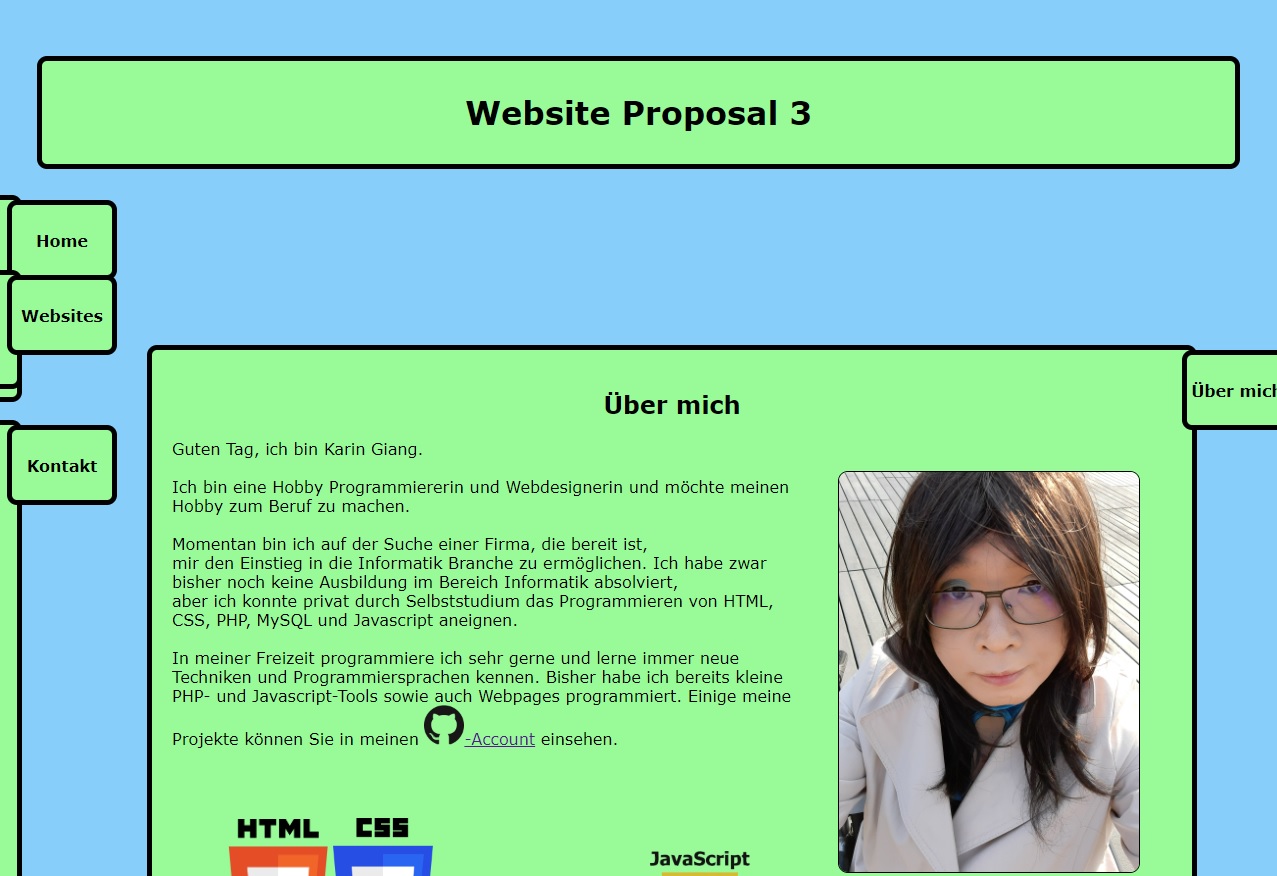 Website Proposal 3
Home
Websites
Über mich
Kontakt
Über mich
Guten Tag, ich bin Karin Giang.
Ich bin eine Hobby Programmiererin und Webdesignerin und möchte meinen
Hobby zum Beruf zu machen.
Momentan bin ich auf der Suche einer Firma, die bereit ist,
mir den Einstieg in die Informatik Branche zu ermöglichen. Ich habe zwar
bisher noch keine Ausbildung im Bereich Informatik absolviert,
aber ich konnte privat durch Selbststudium das Programmieren von HTML,
CSS, PHP, MySQL und Javascript aneignen.
In meiner Freizeit programmiere ich sehr gerne und lerne immer neue
Techniken und Programmiersprachen kennen. Bisher habe ich bereits kleine
PHP- und Javascript-Tools sowie auch Webpages programmiert. Einige meine
Projekte können Sie in meinen -Account einsehen.
HTML CSS
JavaScript